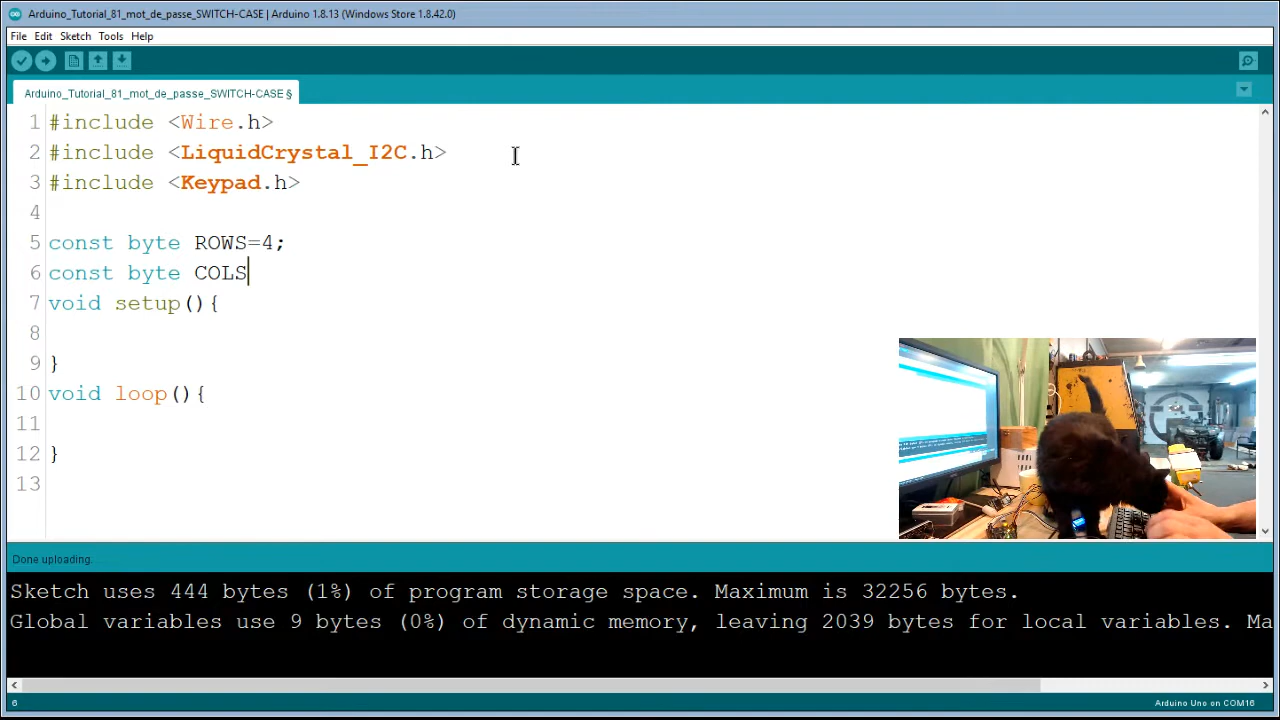 Arduino_Tutorial_81_mot_de_passe_SWITCH-CASE | Arduino 1.8.13 (Windows Store 1.8.42.0)
File Edit Sketch Tools Help
Arduino_Tutorial_81_mot_de_passe_SWITCH-CASE §
1 #include <Wire.h>
2 #include <LiquidCrystal_I2C.h>
3 #include <Keypad.h>
4
5 const byte ROWS=4;
6 const byte COLS
7 void setup(){
8
9 }
10 void loop(){
11
12 }
13
Done uploading.
Sketch uses 444 bytes (1%) of program storage space. Maximum is 32256 bytes.
Global variables use 9 bytes (0%) of dynamic memory, leaving 2039 bytes for local variables. Ma
6 Arduino Uno on COM16